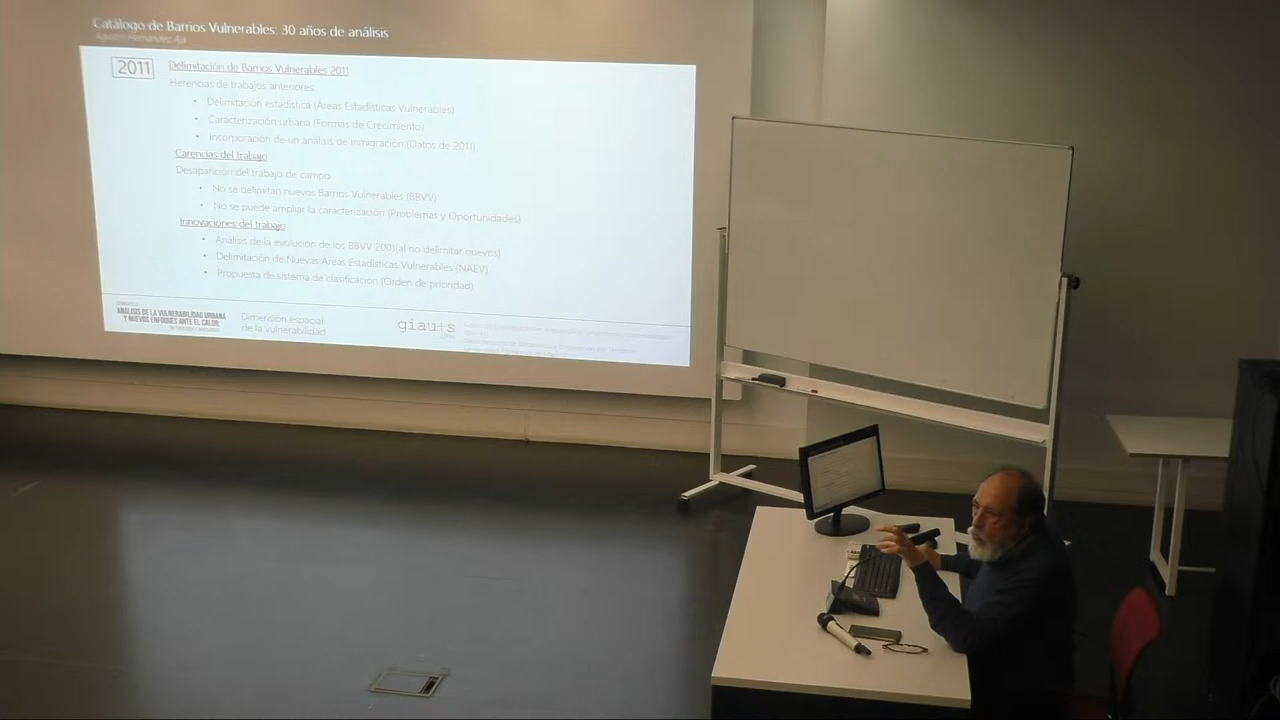 Catálogo de Barrios Vulnerables: 30 años de análisis
Agustín Hernández Aja
2011
Delimitación de Barrios Vulnerables 2011
Herencias de trabajos anteriores:
• Delimitación estadística (Áreas Estadísticas Vulnerables)
• Caracterización urbana (Formas de Crecimiento)
• Incorporación de un análisis de inmigración (Datos de 2011)
Carencias del trabajo
Desaparición del trabajo de campo
• No se delimitan nuevos Barrios Vulnerables (BBVV)
• No se puede ampliar la caracterización (Problemas y Oportunidades)
Innovaciones del trabajo
• Análisis de la evolución de los BBVV 2001(al no delimitar nuevos)
• Delimitación de Nuevas Áreas Estadísticas Vulnerables (NAEV)
• Propuesta de sistema de clasificación (Orden de prioridad)
ANÁLISIS DE LA VULNERABILIDAD URBANA
Y NUEVOS ENFOQUES ANTE EL CALOR:
Dimensión espacial
de la vulnerabilidad
giau+s
UPM